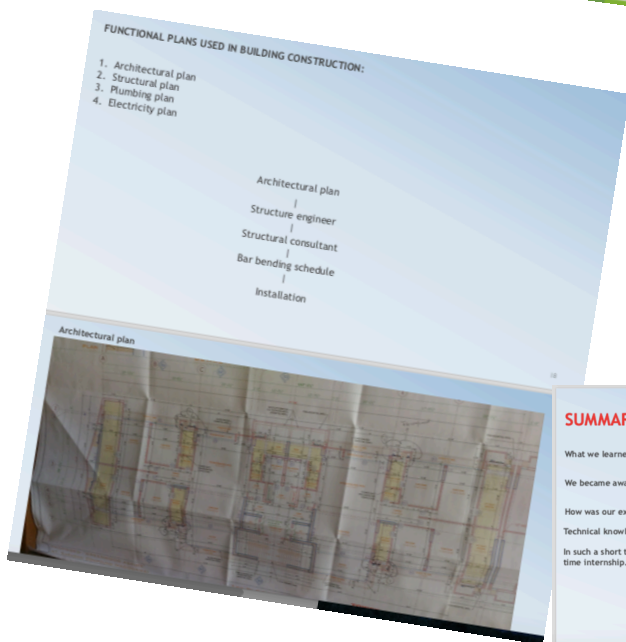 FUNCTIONAL PLANS USED IN BUILDING CONSTRUCTION:
1. Architectural plan
2. Structural plan
3. Plumbing plan
4. Electricity plan
Architectural plan
|
Structure engineer
|
Structural consultant
|
Bar bending schedule
|
Installation
Architectural plan
SUMMAR
What we learne
We became awa
How was our ex
Technical knowl
In such a short t
time internship.